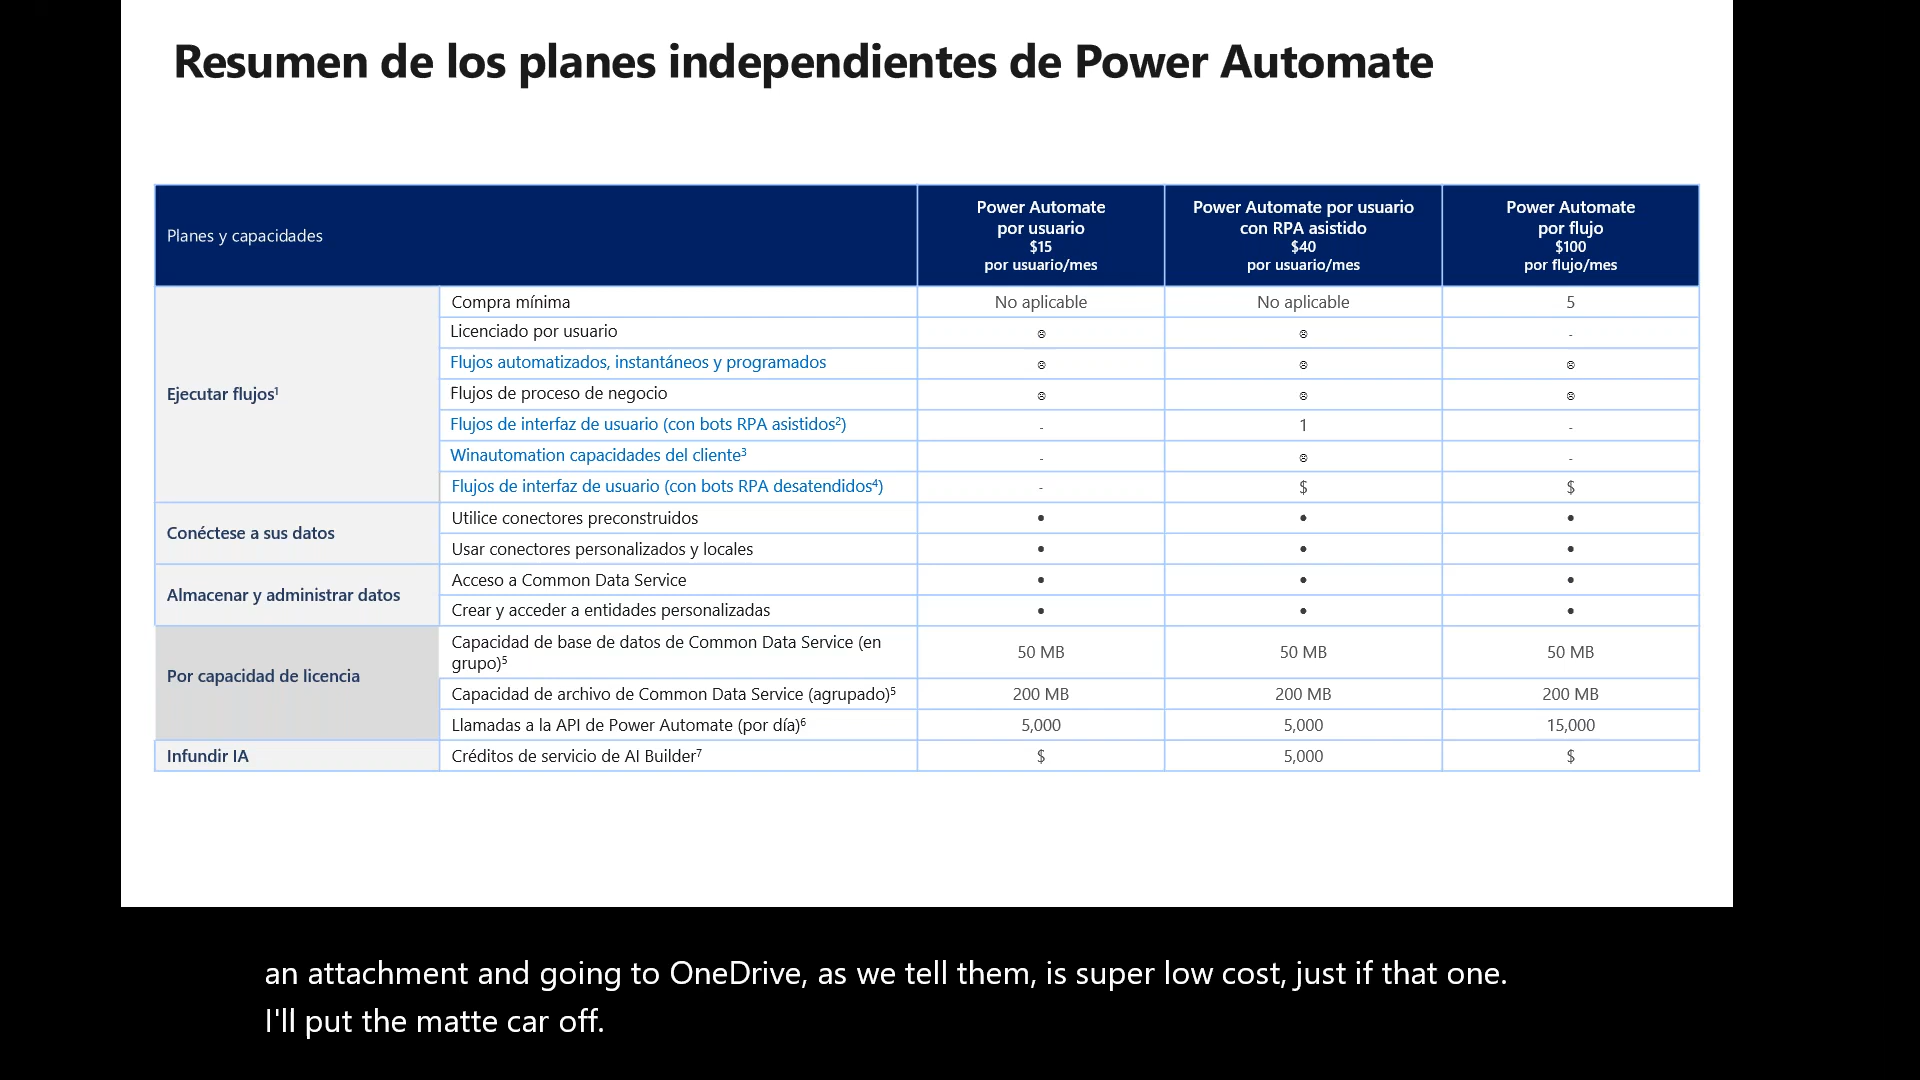 Resumen de los planes independientes de Power Automate
Planes y capacidades
Power Automate
por usuario
$15
por usuario/mes
Power Automate por usuario
con RPA asistido
$40
por usuario/mes
Power Automate
por flujo
$100
por flujo/mes
Ejecutar flujos¹
Compra mínima No aplicable No aplicable 5
Licenciado por usuario ⊗ ⊗ -
Flujos automatizados, instantáneos y programados ⊗ ⊗ ⊗
Flujos de proceso de negocio ⊗ ⊗ ⊗
Flujos de interfaz de usuario (con bots RPA asistidos²) - 1 -
Winautomation capacidades del cliente³ - ⊗ -
Flujos de interfaz de usuario (con bots RPA desatendidos⁴) - $ $
Conéctese a sus datos
Utilice conectores preconstruidos • • •
Usar conectores personalizados y locales • • •
Almacenar y administrar datos
Acceso a Common Data Service • • •
Crear y acceder a entidades personalizadas • • •
Por capacidad de licencia
Capacidad de base de datos de Common Data Service (en
grupo)⁵ 50 MB 50 MB 50 MB
Capacidad de archivo de Common Data Service (agrupado)⁵ 200 MB 200 MB 200 MB
Llamadas a la API de Power Automate (por día)⁶ 5,000 5,000 15,000
Infundir IA
Créditos de servicio de AI Builder⁷ $ 5,000 $
an attachment and going to OneDrive, as we tell them, is super low cost, just if that one.
I'll put the matte car off.